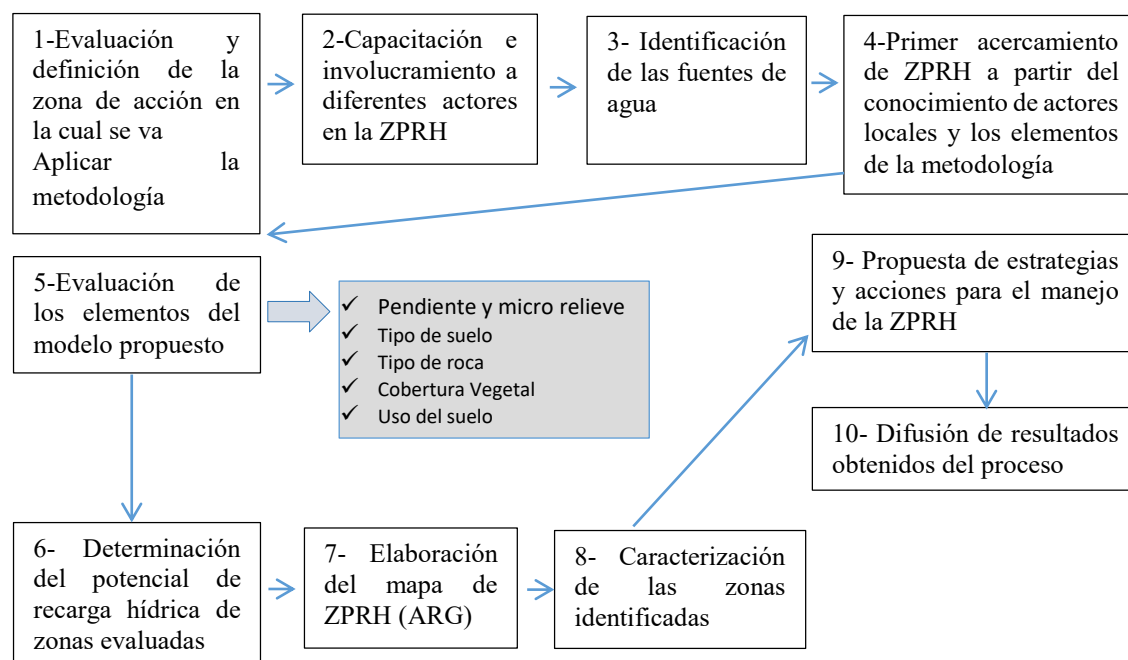 1-Evaluación y
definición de la
zona de acción en
la cual se va
Aplicar la
metodología
2-Capacitación e
involucramiento a
diferentes actores
en la ZPRH
3- Identificación
de las fuentes de
agua
4-Primer acercamiento
de ZPRH a partir del
conocimiento de actores
locales y los elementos
de la metodología
5-Evaluación de
los elementos del
modelo propuesto
✓ Pendiente y micro relieve
✓ Tipo de suelo
✓ Tipo de roca
✓ Cobertura Vegetal
✓ Uso del suelo
6- Determinación
del potencial de
recarga hídrica de
zonas evaluadas
7- Elaboración
del mapa de
ZPRH (ARG)
8- Caracterización
de las zonas
identificadas
9- Propuesta de estrategias
y acciones para el manejo
de la ZPRH
10- Difusión de resultados
obtenidos del proceso